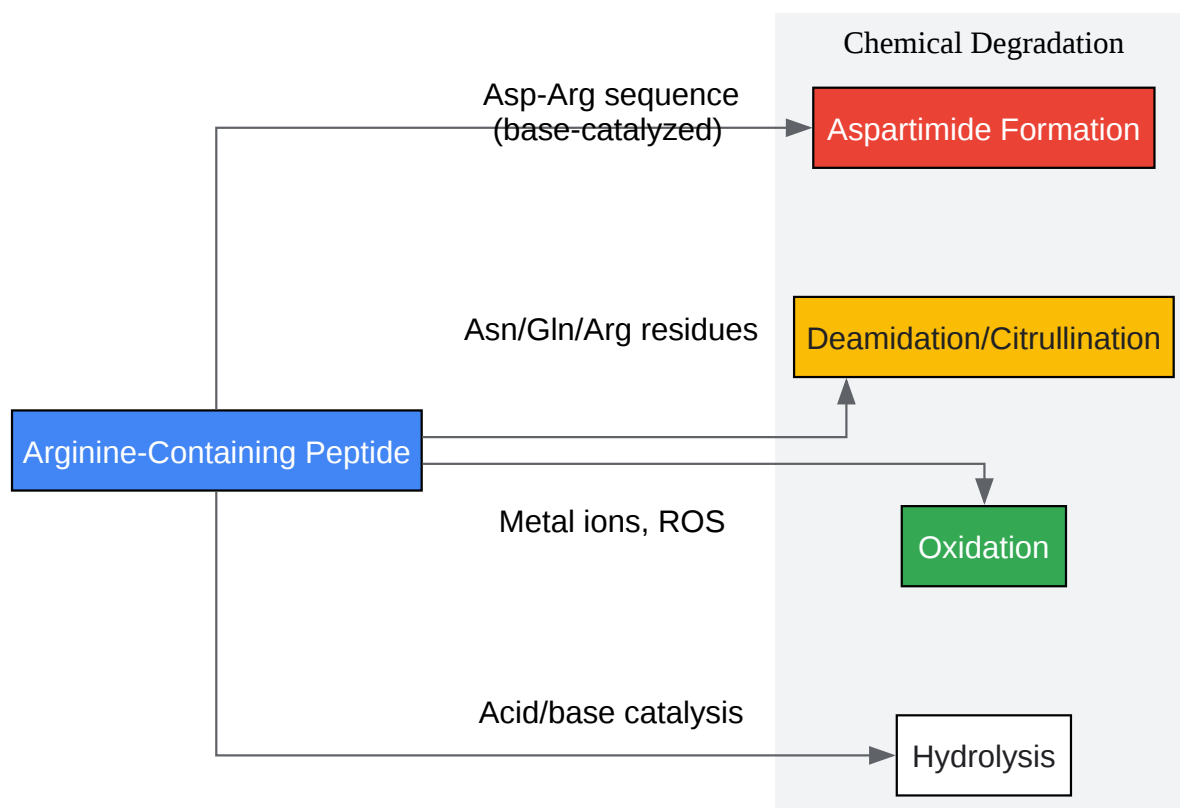 Chemical Degradation
Asp-Arg sequence
(base-catalyzed)
Aspartimide Formation
Asn/Gln/Arg residues
Deamidation/Citrullination
Arginine-Containing Peptide
Metal ions, ROS
Oxidation
Acid/base catalysis
Hydrolysis